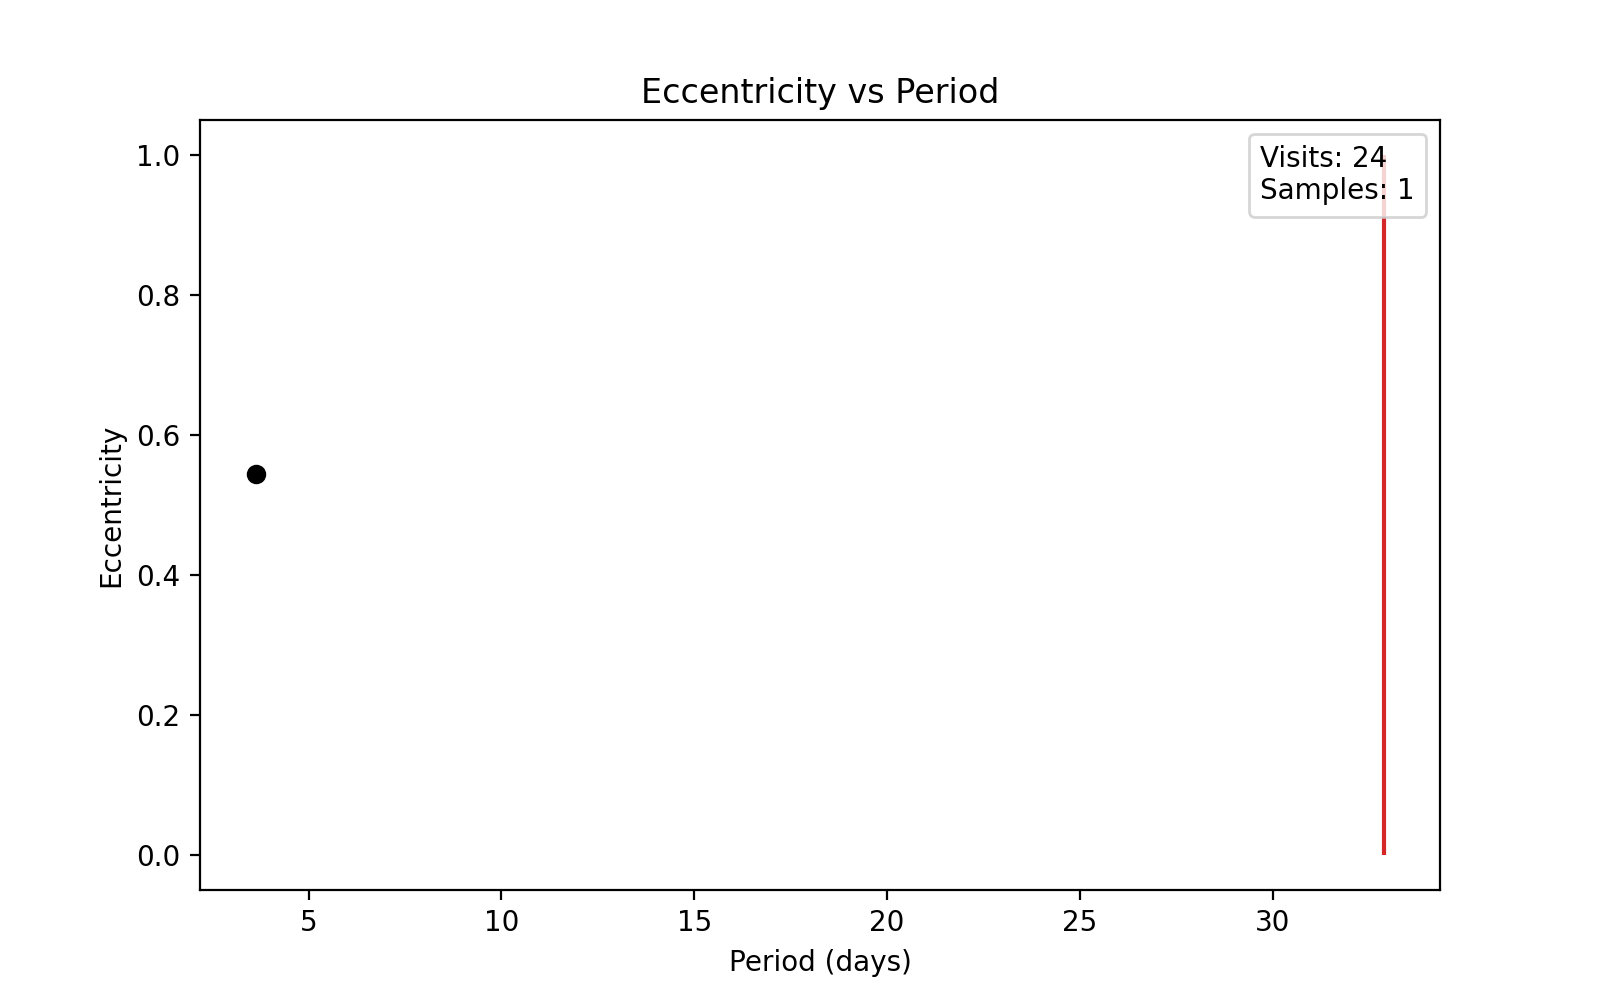 Eccentricity vs Period
Visits: 24
Samples: 1
1.0
0.8
0.6
0.4
0.2
0.0
Eccentricity
5 10 15 20 25 30
Period (days)